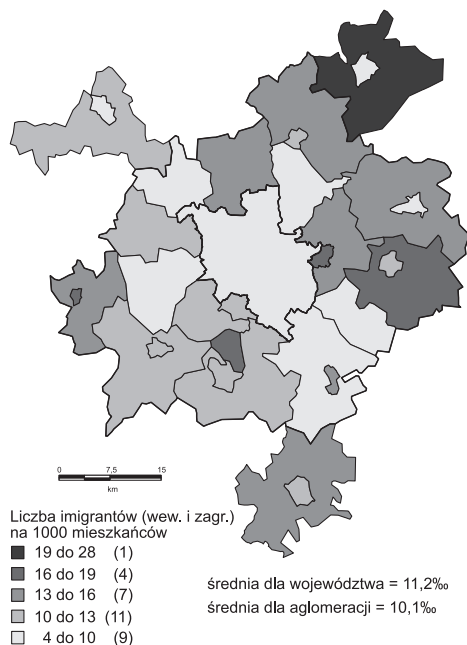 0 7,5 15
km
Liczba imigrantów (wew. i zagr.)
na 1000 mieszkańców
19 do 28 (1)
16 do 19 (4)
13 do 16 (7)
10 do 13 (11)
4 do 10 (9)
średnia dla województwa = 11,2‰
średnia dla aglomeracji = 10,1‰